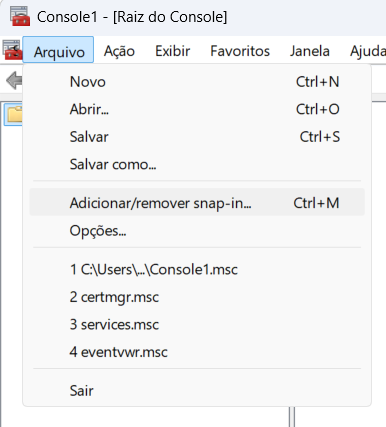 Console1 - [Raiz do Console]
Arquivo Ação Exibir Favoritos Janela Ajuda
Novo Ctrl+N
Abrir... Ctrl+O
Salvar Ctrl+S
Salvar como...
Adicionar/remover snap-in... Ctrl+M
Opções...
1 C:\Users\...\Console1.msc
2 certmgr.msc
3 services.msc
4 eventvwr.msc
Sair